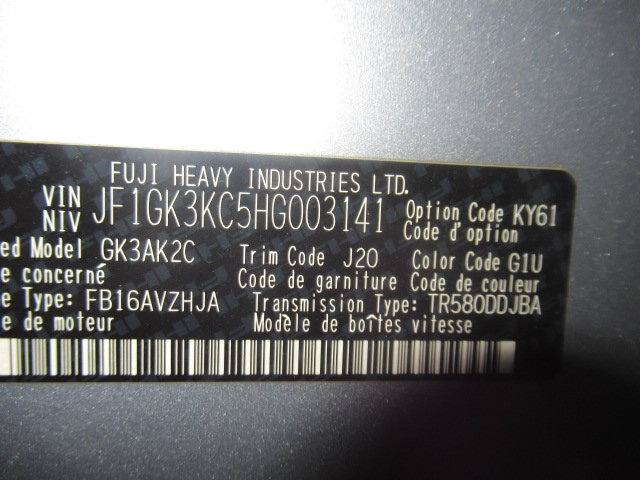 FUJI HEAVY INDUSTRIES LTD.
VIN
NIV JF1GK3KC5HG003141 Option Code KY61
Code d'option
Model GK3AK2C Trim Code J20 Color Code G1U
concerné Code de garniture Code de couleur
Type: FB16AVZHJA Transmission Type: TR580DDJBA
de moteur Modèle de boîtes vitesse